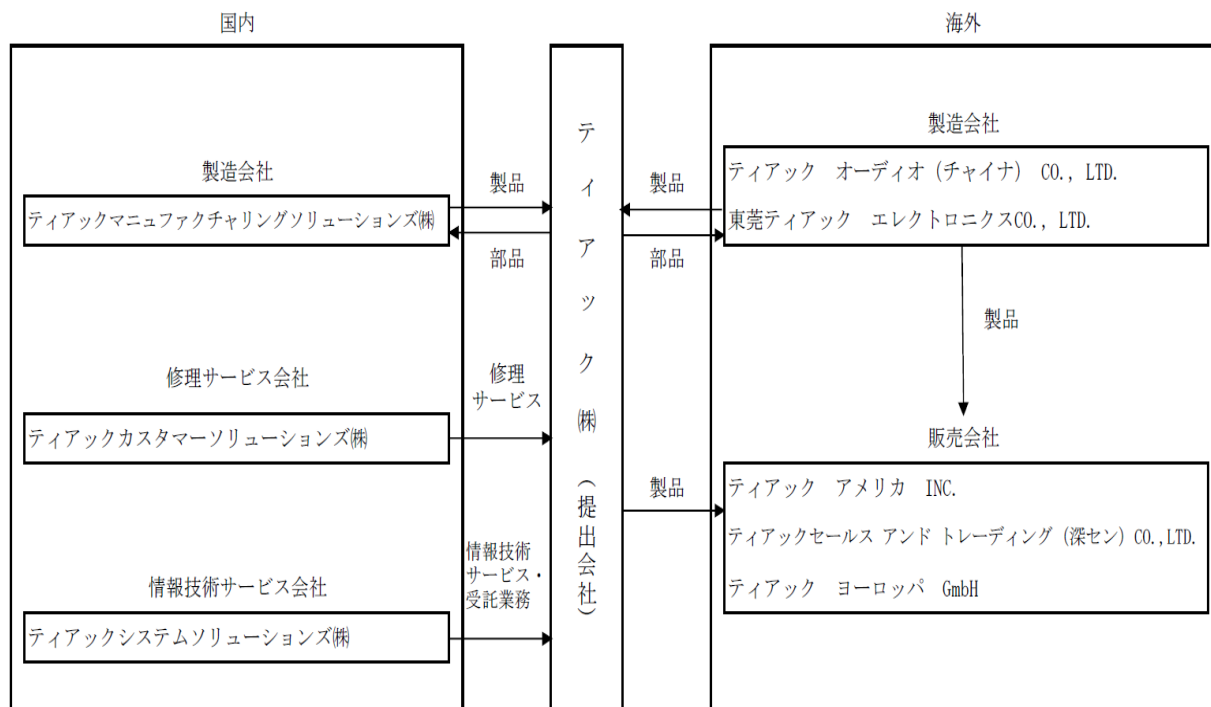 国内
海外
製造会社
ティアックマニュファクチャリングソリューションズ㈱
修理サービス会社
ティアックカスタマーソリューションズ㈱
情報技術サービス会社
ティアックシステムソリューションズ㈱
製品
部品
修理
サービス
情報技術
サービス・
受託業務
ティアック㈱（提出会社）
製品
部品
製品
製造会社
ティアック　オーディオ（チャイナ）　CO., LTD.
東莞ティアック　エレクトロニクスCO., LTD.
製品
販売会社
ティアック　アメリカ　INC.
ティアックセールス アンド トレーディング（深セン）CO.,LTD.
ティアック　ヨーロッパ　GmbH